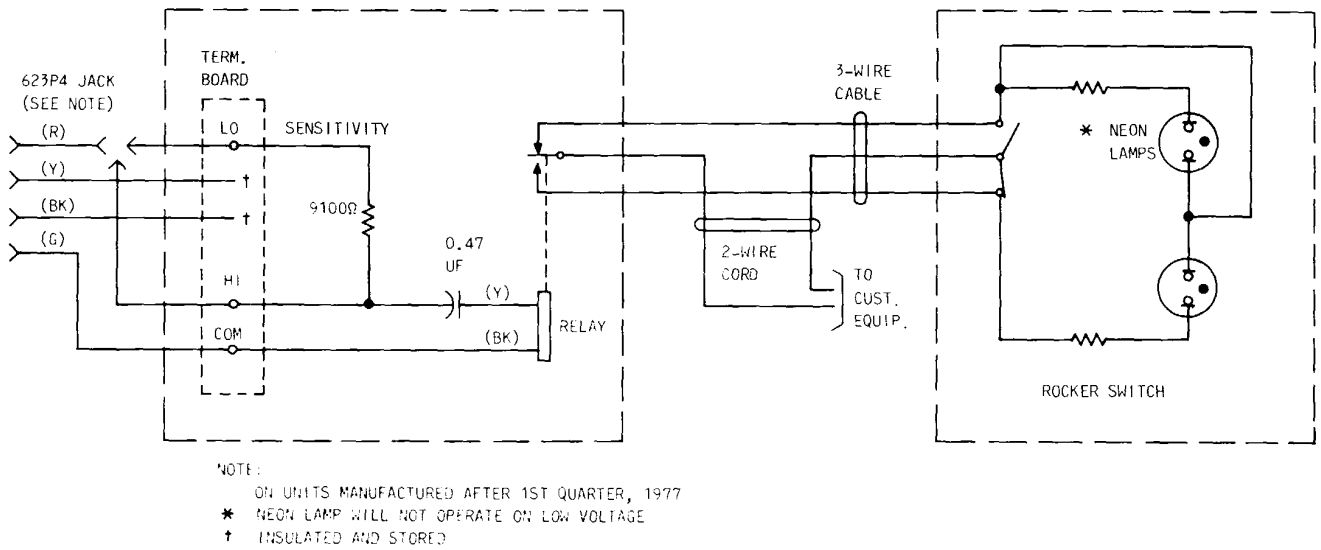 TERM.
BOARD
623P4 JACK
(SEE NOTE)
(R)
LO
SENSITIVITY
(Y)
†
(BK)
†
9100Ω
(G)
0.47
UF
HI
(Y)
COM
(BK)
RELAY
3-WIRE
CABLE
2-WIRE
CORD
TO
CUST.
EQUIP.
* NEON
LAMPS
ROCKER SWITCH
NOTE:
ON UNITS MANUFACTURED AFTER 1ST QUARTER, 1977
* NEON LAMP WILL NOT OPERATE ON LOW VOLTAGE
† INSULATED AND STORED